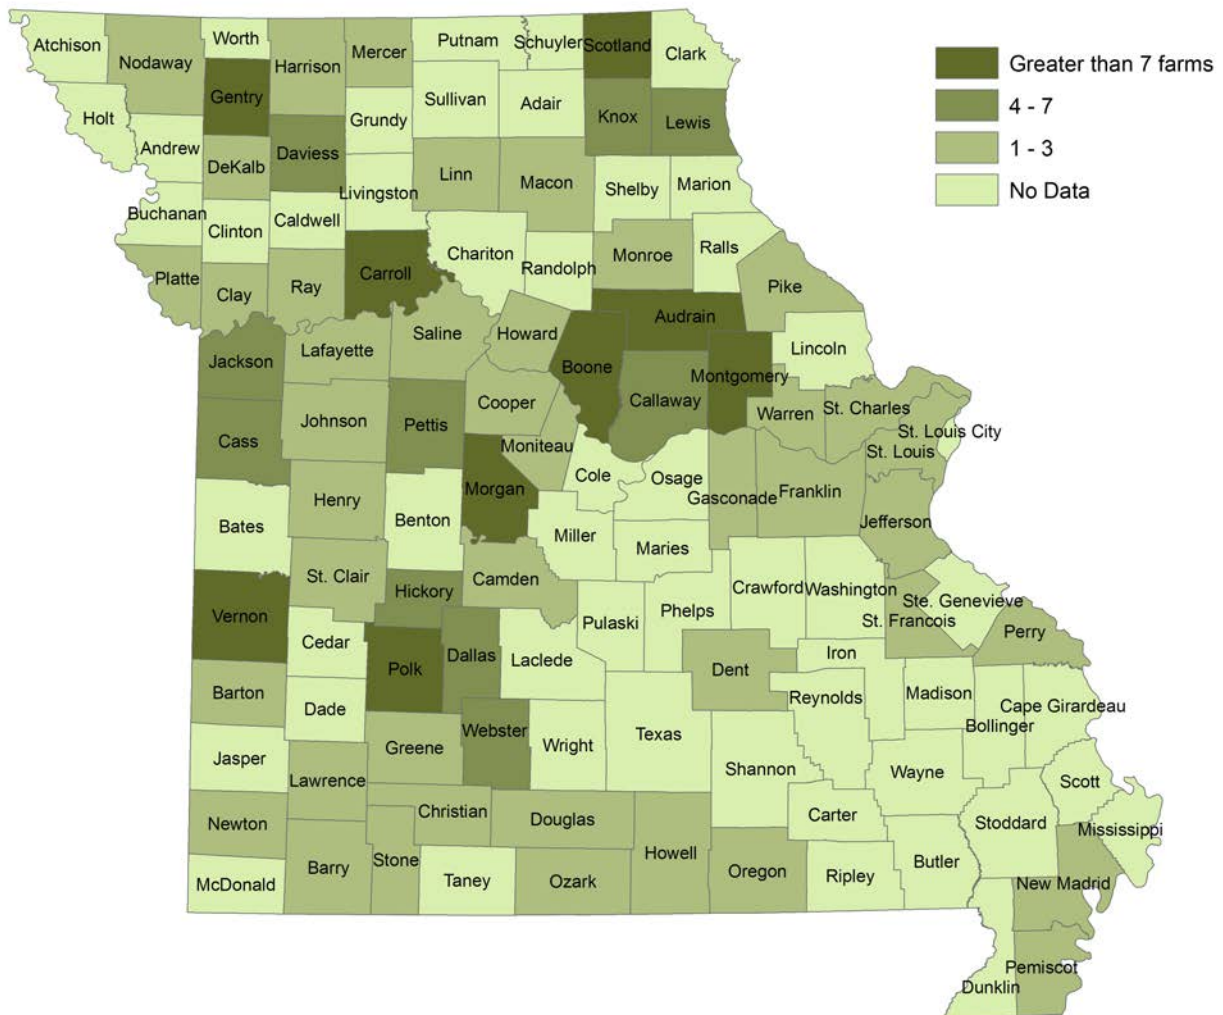 Atchison
Nodaway
Worth
Harrison
Mercer
Putnam
Schuyler
Scotland
Clark
Gentry
Holt
Andrew
DeKalb
Daviess
Grundy
Sullivan
Adair
Knox
Lewis
Buchanan
Clinton
Caldwell
Livingston
Linn
Macon
Shelby
Marion
Platte
Clay
Ray
Carroll
Chariton
Randolph
Monroe
Ralls
Pike
Jackson
Lafayette
Saline
Howard
Boone
Audrain
Montgomery
Lincoln
Cass
Johnson
Pettis
Cooper
Moniteau
Callaway
Warren
St. Charles
St. Louis City
St. Louis
Bates
Henry
Benton
Morgan
Cole
Miller
Osage
Maries
Gasconade
Franklin
Jefferson
Vernon
St. Clair
Hickory
Camden
Pulaski
Phelps
Crawford
Washington
Ste. Genevieve
St. Francois
Perry
Cedar
Polk
Dallas
Laclede
Dent
Iron
Reynolds
Madison
Cape Girardeau
Bollinger
Barton
Dade
Greene
Webster
Wright
Texas
Shannon
Wayne
Scott
Jasper
Lawrence
Christian
Douglas
Howell
Carter
Stoddard
Mississippi
Newton
McDonald
Barry
Stone
Taney
Ozark
Oregon
Ripley
Butler
New Madrid
Pemiscot
Dunklin
Greater than 7 farms
4 - 7
1 - 3
No Data